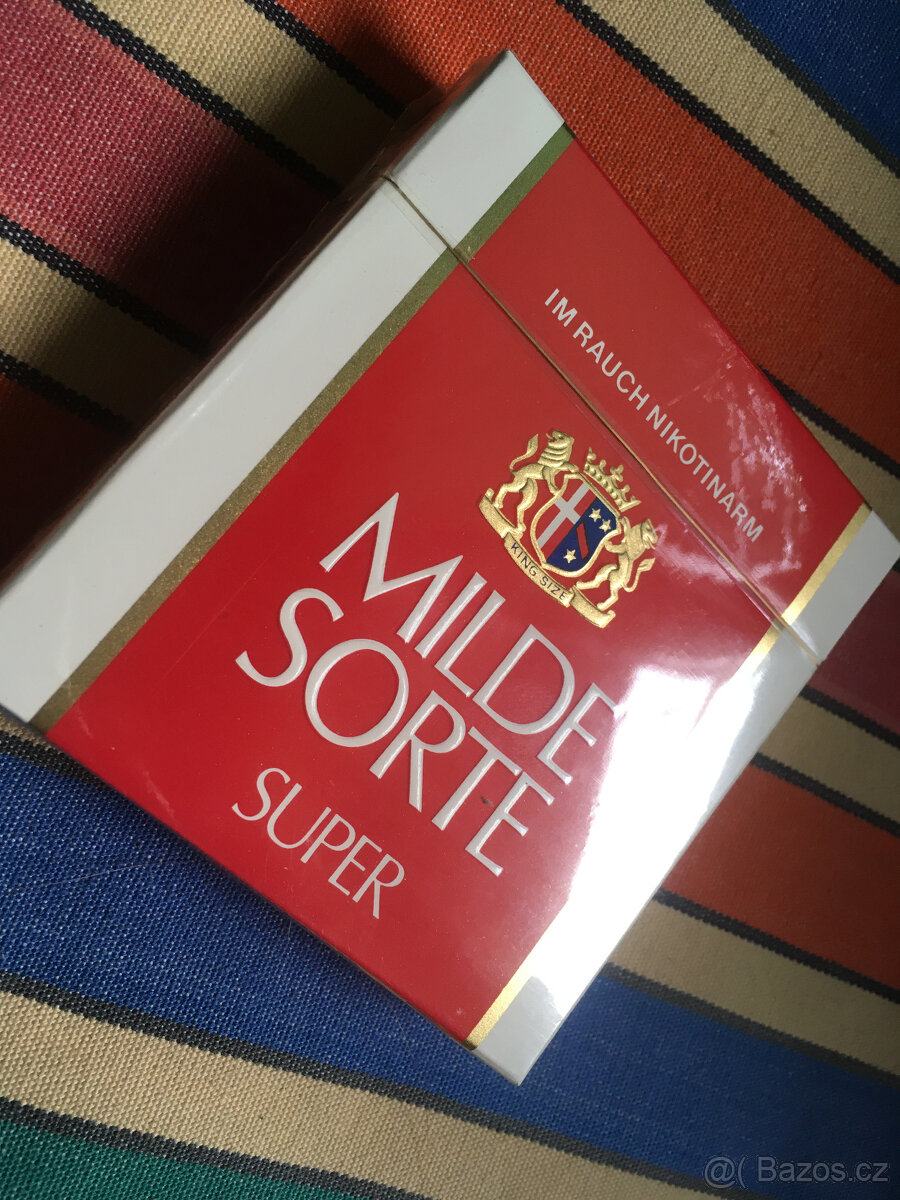 IM RAUCH NIKOTINARM
KING SIZE
MILDE
SORTE
SUPER
@( Bazos.cz